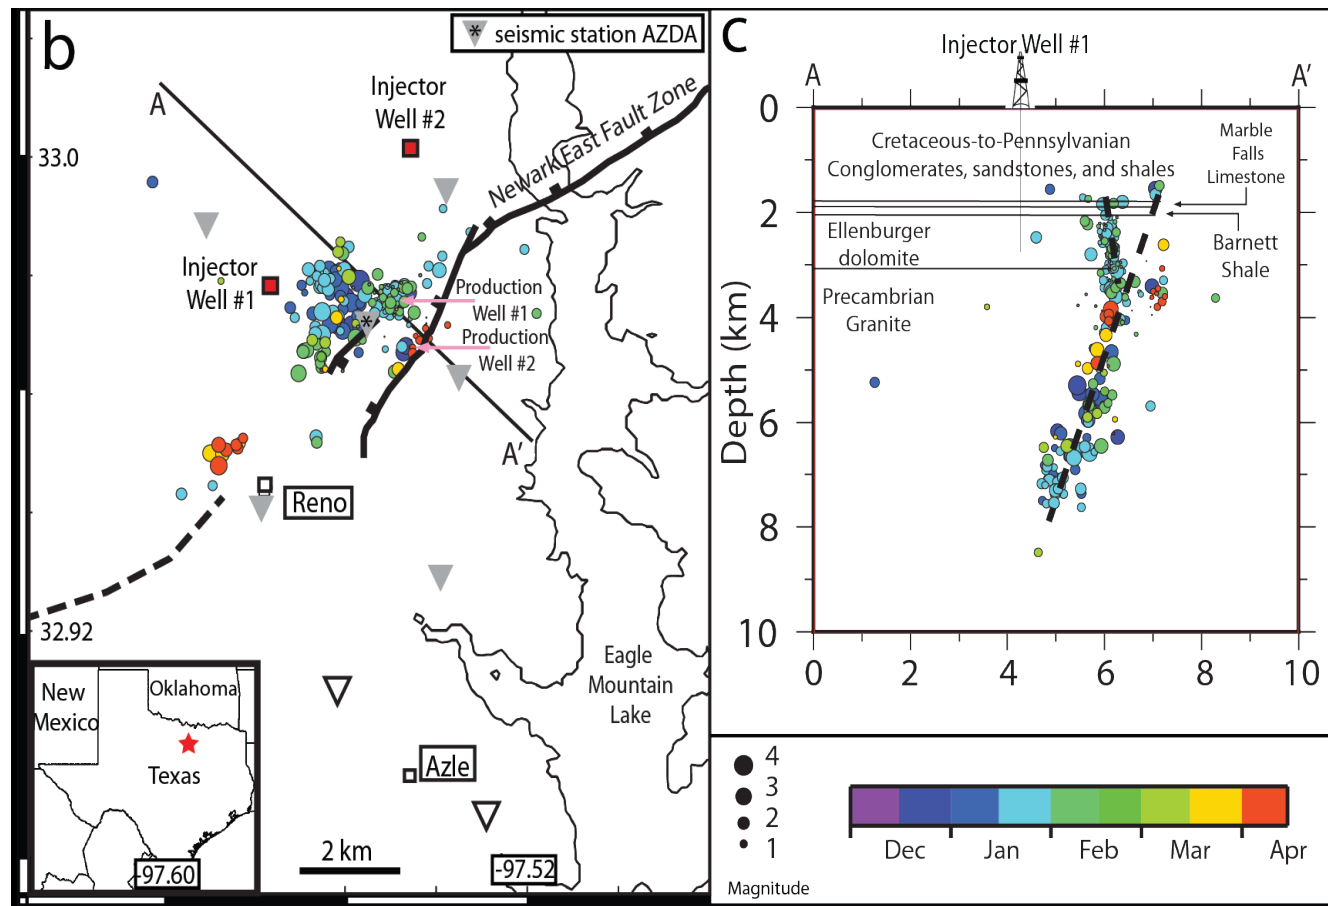 b
* seismic station AZDA
A
Injector
Well #2
33.0
Newark East Fault Zone
Injector
Well #1
Production
Well #1
*
Production
Well #2
A'
Reno
32.92
Eagle
Mountain
Lake
New
Mexico
Oklahoma
Texas
Azle
2 km
-97.60
-97.52
c
Injector Well #1
A
A'
0
Cretaceous-to-Pennsylvanian
Conglomerates, sandstones, and shales
Marble
Falls
Limestone
2
Ellenburger
dolomite
Barnett
Shale
Precambrian
Granite
4
Depth (km)
6
8
10
0 2 4 6 8 10
4
3
2
1
Magnitude
Dec Jan Feb Mar Apr